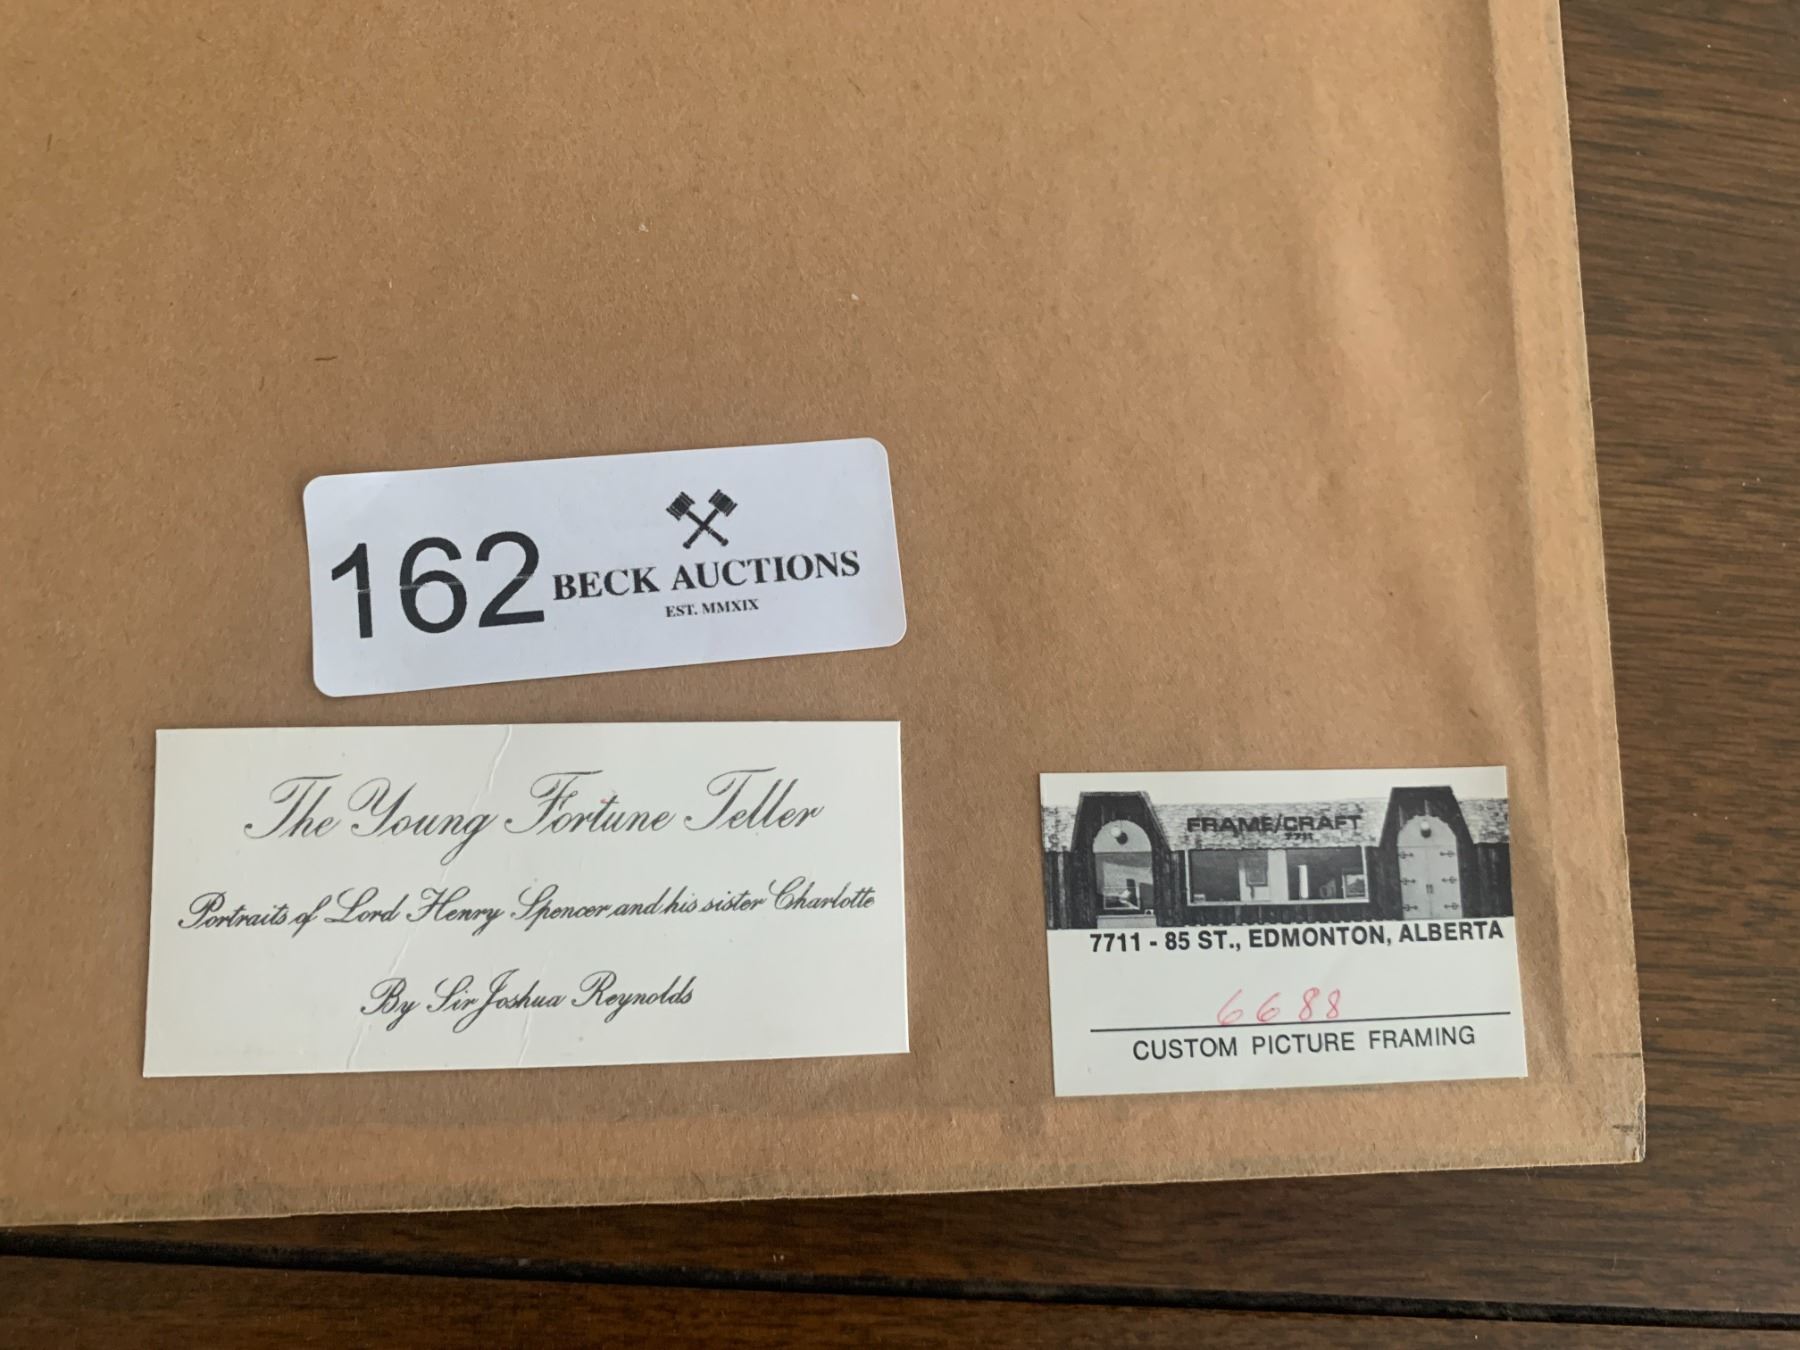 162
BECK AUCTIONS
EST. MMXIX
The Young Fortune Teller
Portraits of Lord Henry Spencer and his sister Charlotte
By Sir Joshua Reynolds
FRAME/CRAFT
7711
7711 - 85 ST., EDMONTON, ALBERTA
6688
CUSTOM PICTURE FRAMING